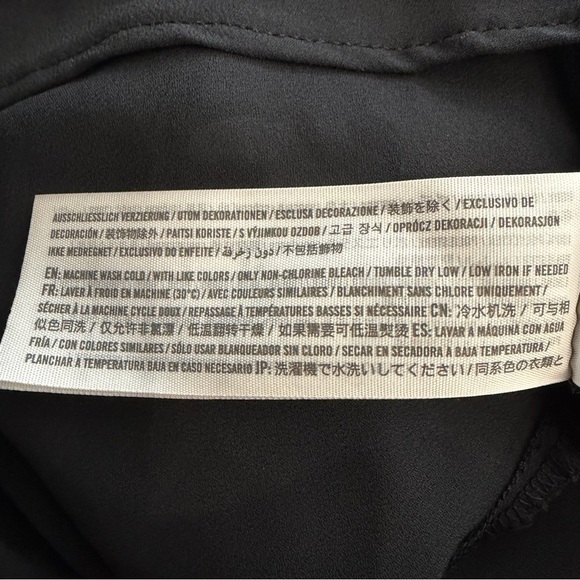 AUSSCHLIESSLICH VERZIERUNG / UTOM DEKORATIONEN / ESCLUSA DECORAZIONE / 装飾を除く / EXCLUSIVO DE
DECORACIÓN / 装饰物除外 / PAITSI KORISTE / S VÝJIMKOU OZDOB / 고급 장식 / OPRÓCZ DEKORACJI / DEKORASJON
IKKE MEDREGNET / EXCLUSIVO DO ENFEITE / دون زخرفة / 不包括飾物
EN: MACHINE WASH COLD / WITH LIKE COLORS / ONLY NON-CHLORINE BLEACH / TUMBLE DRY LOW / LOW IRON IF NEEDED
FR: LAVER À FROID EN MACHINE (30°C) / AVEC COULEURS SIMILAIRES / BLANCHIMENT SANS CHLORE UNIQUEMENT /
SÉCHER À LA MACHINE CYCLE DOUX / REPASSAGE À TEMPÉRATURES BASSES SI NÉCESSAIRE CN: 冷水机洗 / 可与相
似色同洗 / 仅允许非氯漂 / 低温翻转干燥 / 如果需要可低温熨烫 ES: LAVAR A MÁQUINA CON AGUA
FRÍA / CON COLORES SIMILARES / SÓLO USAR BLANQUEADOR SIN CLORO / SECAR EN SECADORA A BAJA TEMPERATURA /
PLANCHAR A TEMPERATURA BAJA EN CASO NECESARIO JP: 洗濯機で水洗いしてください / 同系色の衣類と